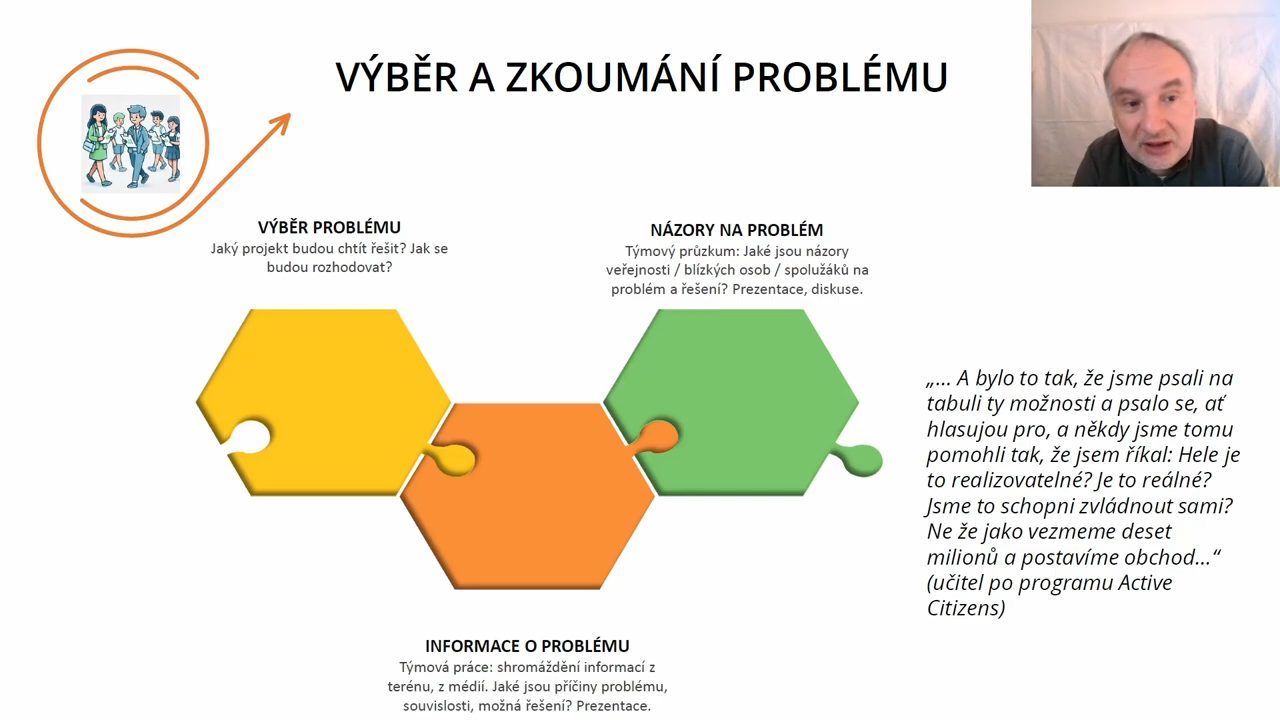 VÝBĚR A ZKOUMÁNÍ PROBLÉMU
VÝBĚR PROBLÉMU
Jaký projekt budou chtít řešit? Jak se
budou rozhodovat?
NÁZORY NA PROBLÉM
Týmový průzkum: Jaké jsou názory
veřejnosti / blízkých osob / spolužáků na
problém a řešení? Prezentace, diskuse.
„... A bylo to tak, že jsme psali na
tabuli ty možnosti a psalo se, ať
hlasujou pro, a někdy jsme tomu
pomohli tak, že jsem říkal: Hele je
to realizovatelné? Je to reálné?
Jsme to schopni zvládnout sami?
Ne že jako vezmeme deset
milionů a postavíme obchod...“
(učitel po programu Active
Citizens)
INFORMACE O PROBLÉMU
Týmová práce: shromáždění informací z
terénu, z médií. Jaké jsou příčiny problému,
souvislosti, možná řešení? Prezentace.